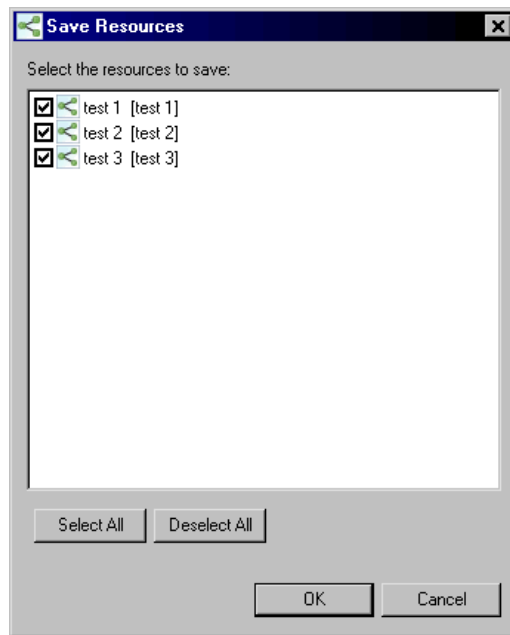 Save Resources
Select the resources to save:
test 1 [test 1]
test 2 [test 2]
test 3 [test 3]
Select All Deselect All
OK Cancel